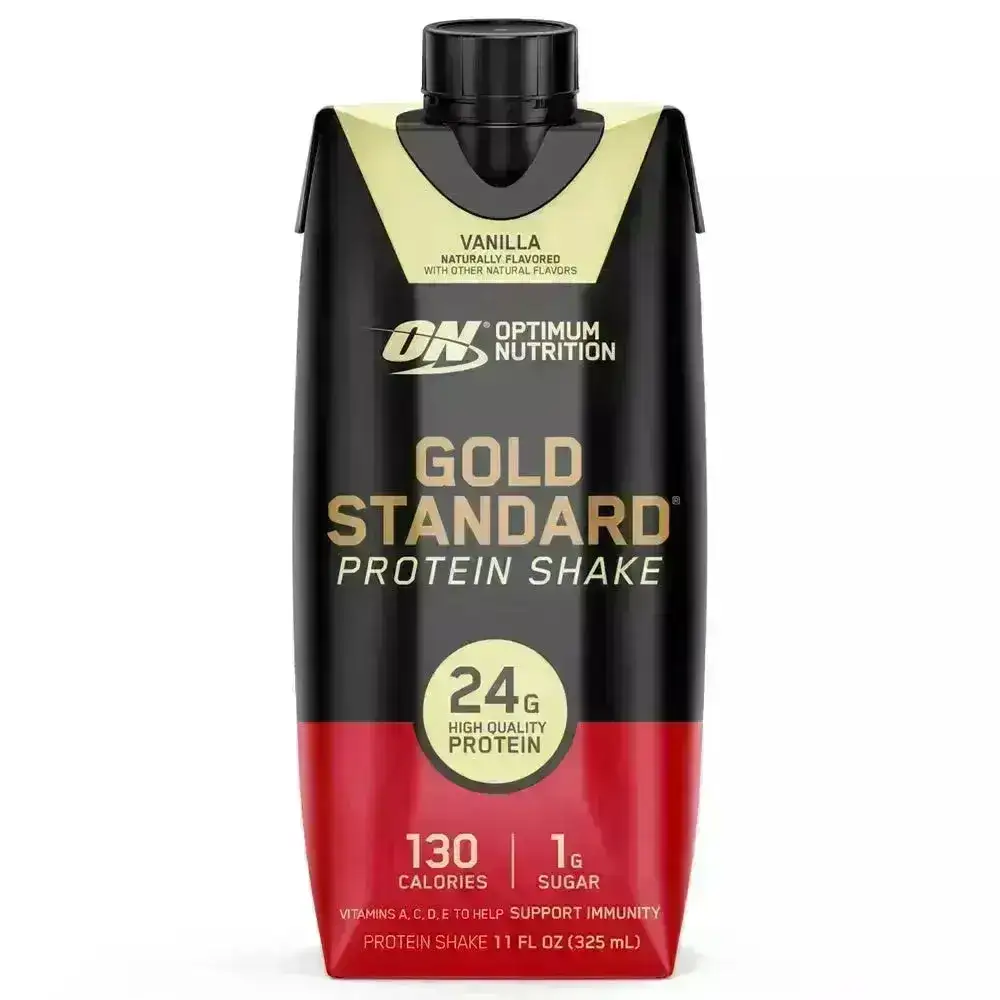 VANILLA
NATURALLY FLAVORED
WITH OTHER NATURAL FLAVORS
ON® OPTIMUM
NUTRITION
GOLD
STANDARD®
PROTEIN SHAKE
24G
HIGH QUALITY
PROTEIN
130
CALORIES
1G
SUGAR
VITAMINS A, C, D, E TO HELP SUPPORT IMMUNITY
PROTEIN SHAKE 11 FL OZ (325 mL)